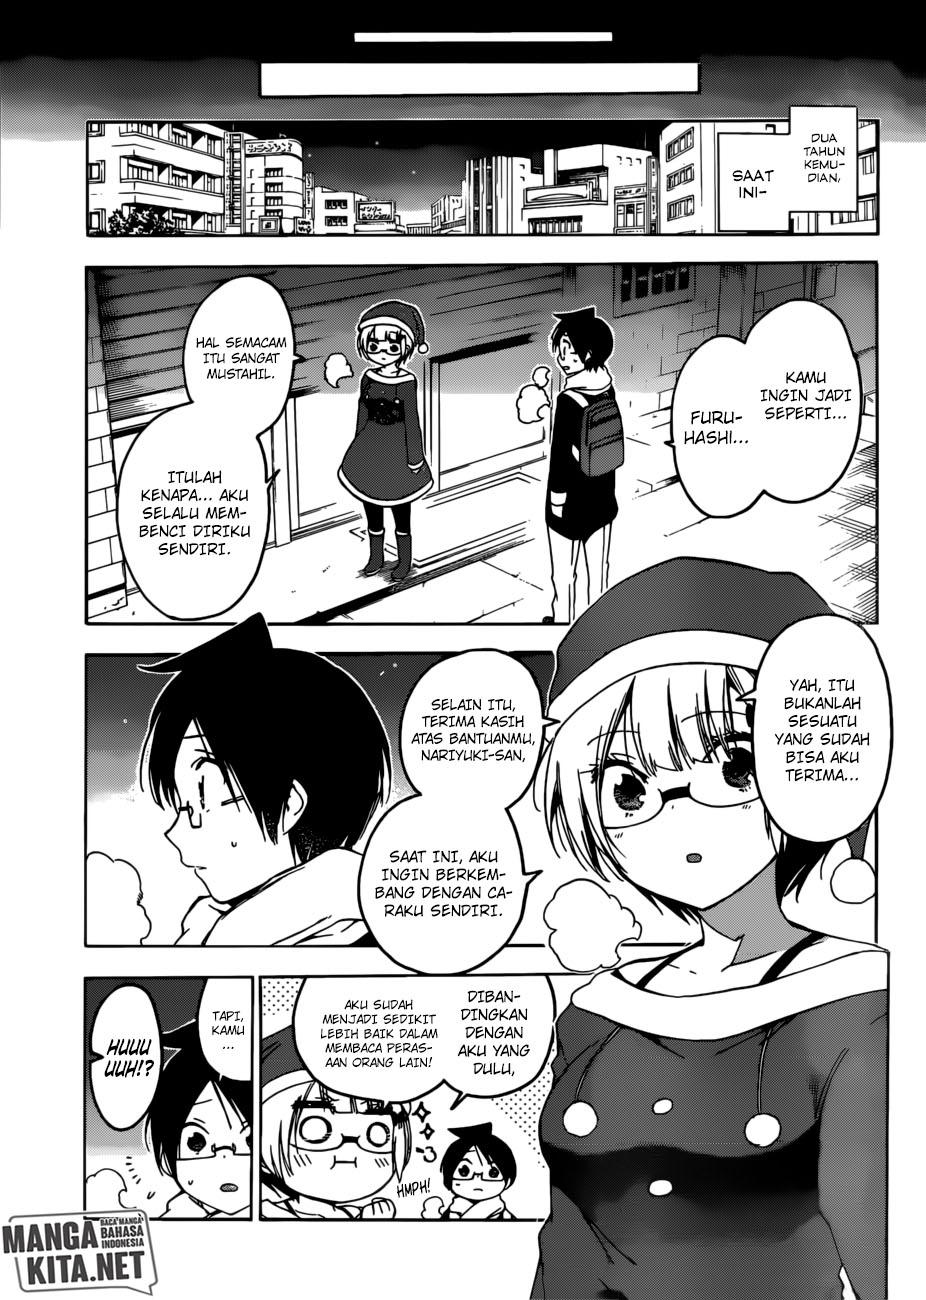 DUA
TAHUN
KEMU-
DIAN,
SAAT
INI-
KAMU
INGIN JADI
SEPERTI...
FURU-
HASHI...
HAL SEMACAM
ITU SANGAT
MUSTAHIL.
ITULAH
KENAPA... AKU
SELALU MEM-
BENCI DIRIKU
SENDIRI.
YAH, ITU
BUKANLAH
SESUATU
YANG SUDAH
BISA AKU
TERIMA...
SELAIN ITU,
TERIMA KASIH
ATAS BANTUANMU,
NARIYUKI-SAN,
SAAT INI, AKU
INGIN BERKEM-
BANG DENGAN CA-
RAKU SENDIRI.
DIBAN-
DINGKAN
DENGAN
AKU YANG
DULU,
AKU SUDAH
MENJADI SEDIKIT
LEBIH BAIK DALAM
MEMBACA PERAS-
AAN ORANG LAIN!
HMPH!
TAPI,
KAMU
...
HUUU
UUH!?
MANGA
BACA MANGA
BAHASA
INDONESIA
KITA.NET